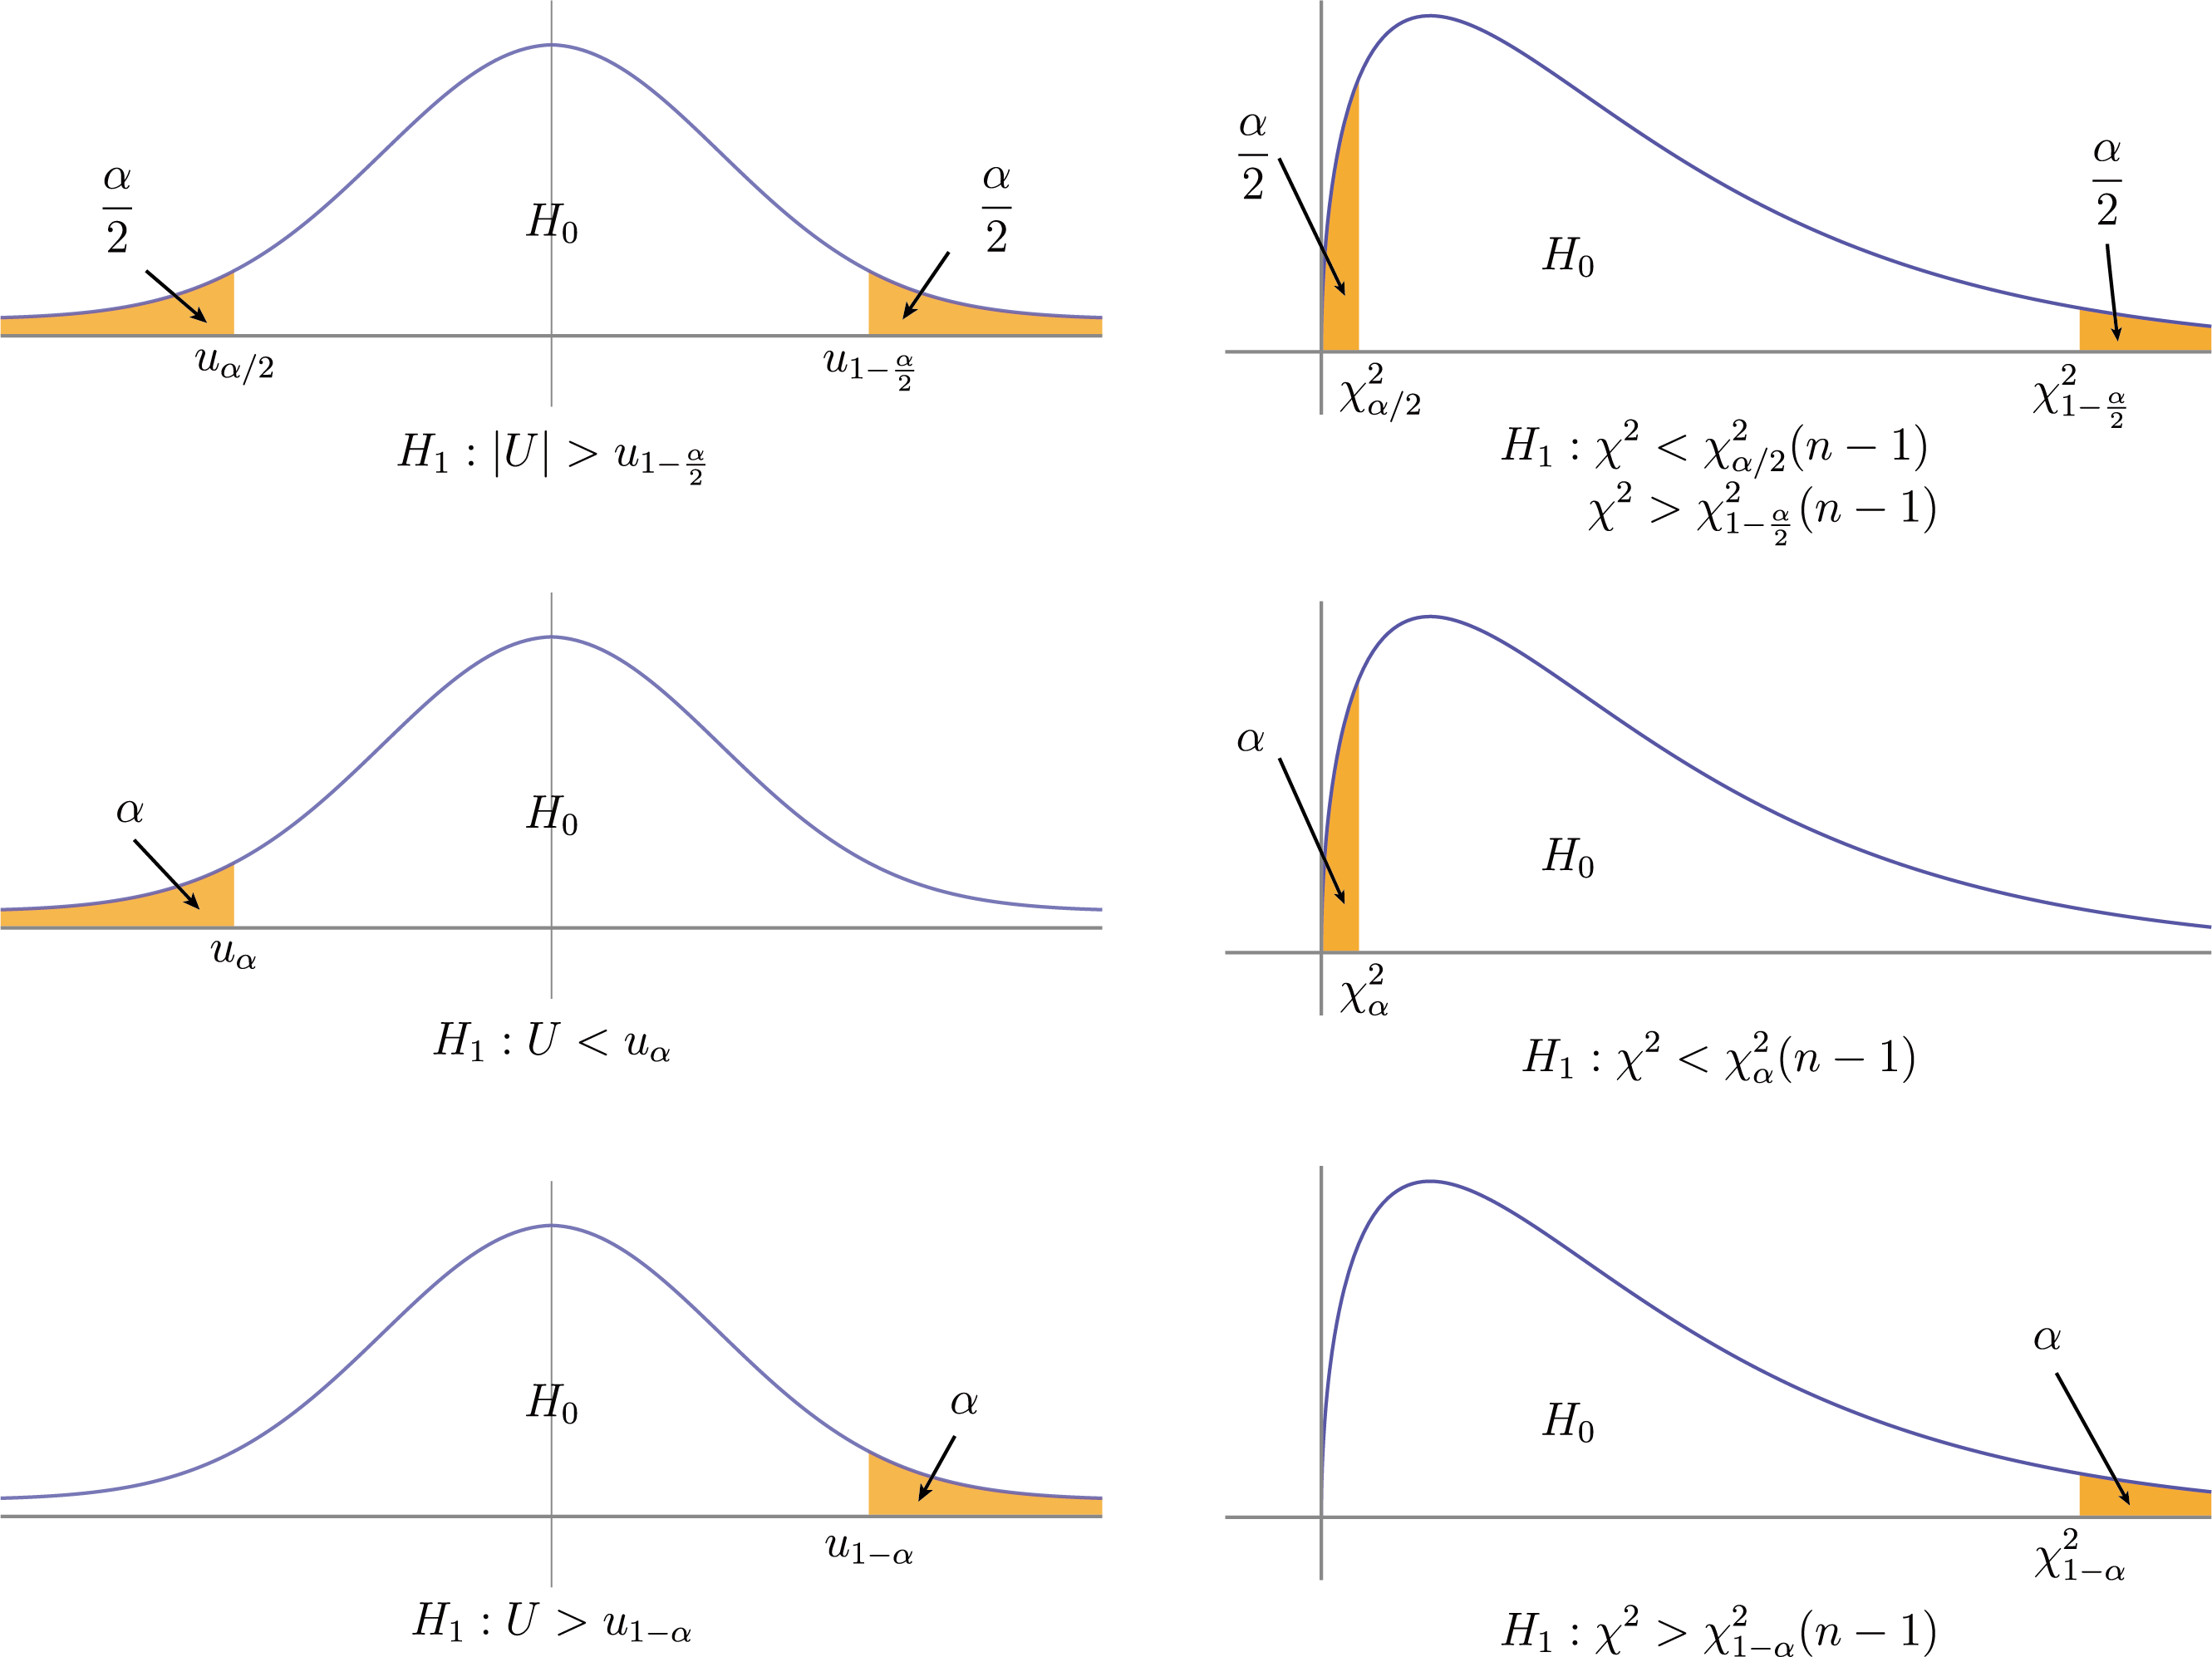 α/2
α/2
H₀
u_{α/2}
u_{1−α/2}
H₁ : |U| > u_{1−α/2}
α/2
α/2
H₀
χ²_{α/2}
χ²_{1−α/2}
H₁ : χ² < χ²_{α/2}(n − 1)
χ² > χ²_{1−α/2}(n − 1)
α
H₀
u_α
H₁ : U < u_α
α
H₀
χ²_α
H₁ : χ² < χ²_α(n − 1)
α
H₀
u_{1−α}
H₁ : U > u_{1−α}
α
H₀
χ²_{1−α}
H₁ : χ² > χ²_{1−α}(n − 1)